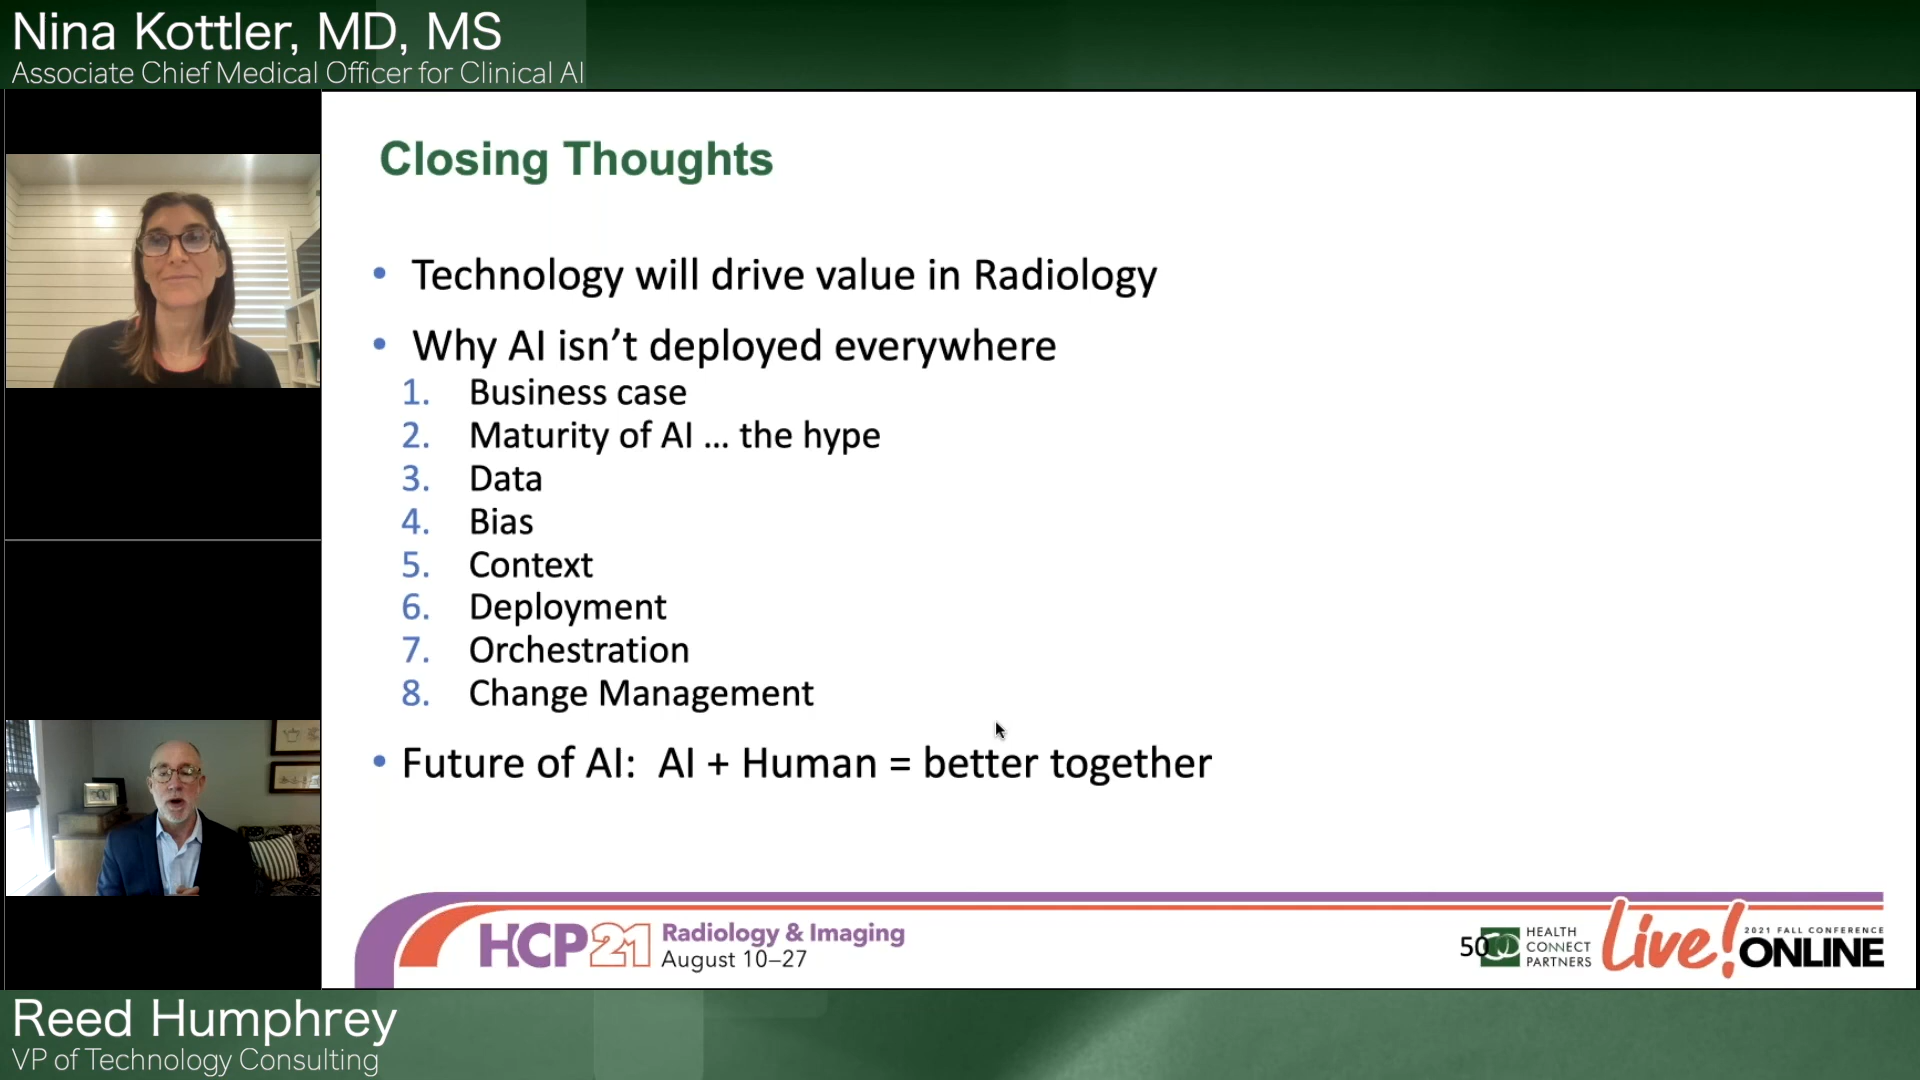 Nina Kottler, MD, MS
Associate Chief Medical Officer for Clinical AI
Closing Thoughts
• Technology will drive value in Radiology
• Why AI isn’t deployed everywhere
1. Business case
2. Maturity of AI ... the hype
3. Data
4. Bias
5. Context
6. Deployment
7. Orchestration
8. Change Management
• Future of AI: AI + Human = better together
HCP21 Radiology & Imaging
August 10–27
50
HEALTH
CONNECT
PARTNERS
Live!
2021 FALL CONFERENCE
ONLINE
Reed Humphrey
VP of Technology Consulting